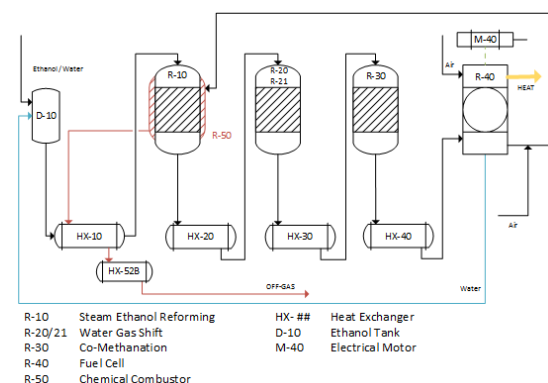 M-40
Air
Ethanol/Water
R-10
R-20
R-21
R-30
R-40
HEAT
D-10
R-50
HX-10
HX-20
HX-30
HX-40
HX-52B
Air
OFF-GAS
Water
R-10 Steam Ethanol Reforming HX- ## Heat Exchanger
R-20/21 Water Gas Shift D-10 Ethanol Tank
R-30 Co-Methanation M-40 Electrical Motor
R-40 Fuel Cell
R-50 Chemical Combustor